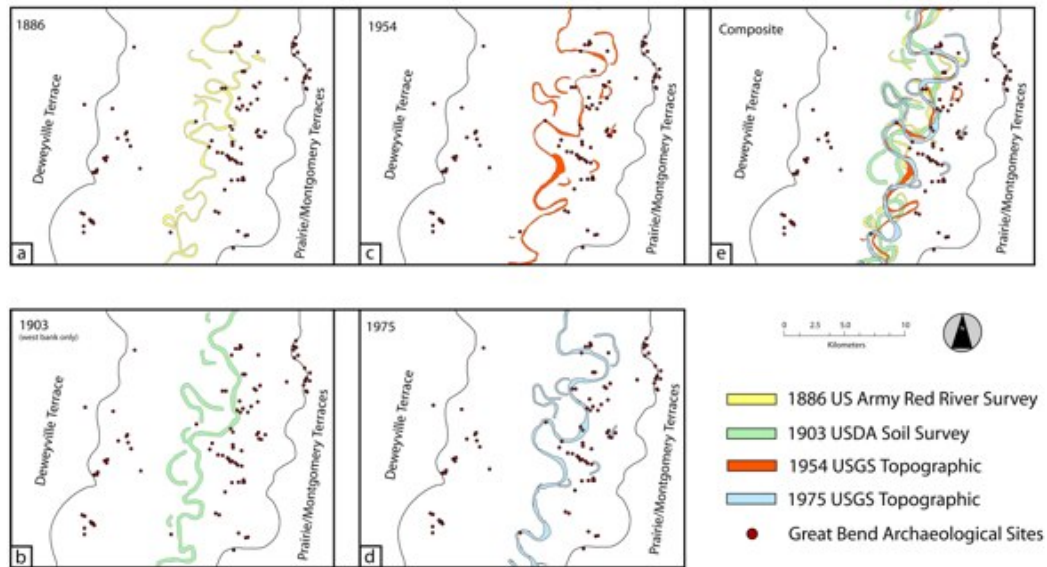 1886
Deweyville Terrace
Prairie/Montgomery Terraces
a
1954
Deweyville Terrace
Prairie/Montgomery Terraces
c
Composite
Deweyville Terrace
Prairie/Montgomery Terraces
e
1903
(west bank only)
Deweyville Terrace
Prairie/Montgomery Terraces
b
1975
Deweyville Terrace
Prairie/Montgomery Terraces
d
0 2.5 5.0 10
Kilometers
1886 US Army Red River Survey
1903 USDA Soil Survey
1954 USGS Topographic
1975 USGS Topographic
Great Bend Archaeological Sites